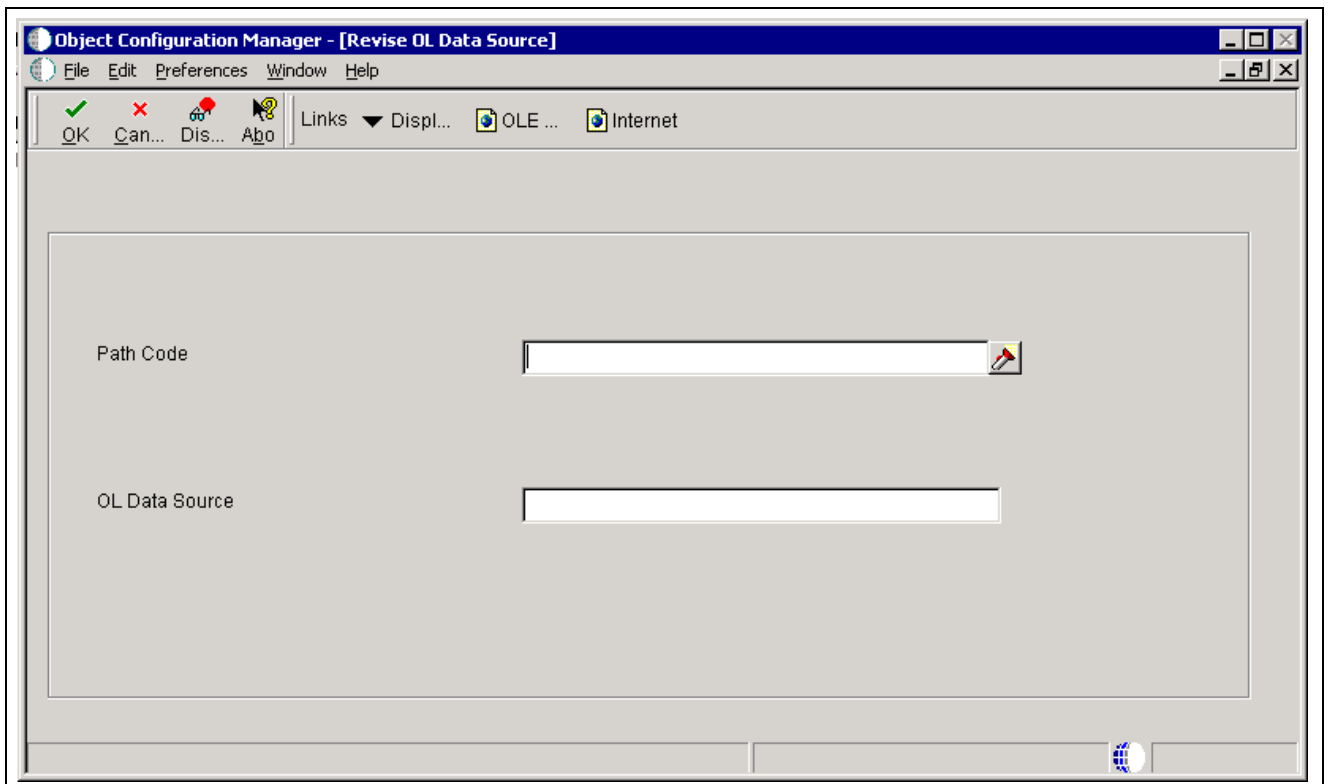 Object Configuration Manager - [Revise OL Data Source]
File Edit Preferences Window Help
OK Can... Dis... Abo Links Displ... OLE ... Internet
Path Code
OL Data Source